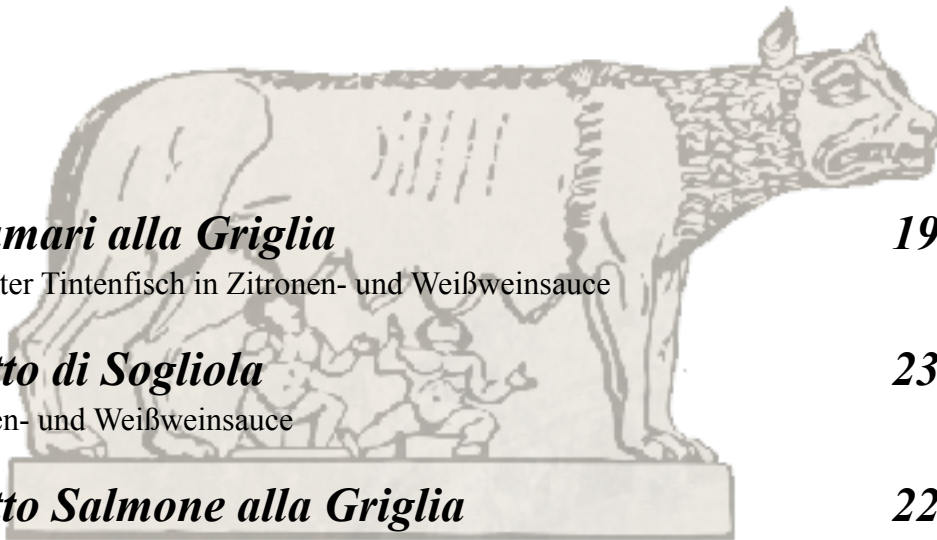 amari alla Griglia 19
ter Tintenfisch in Zitronen- und Weißweinsauce
tto di Sogliola 23
en- und Weißweinsauce
tto Salmone alla Griglia 22